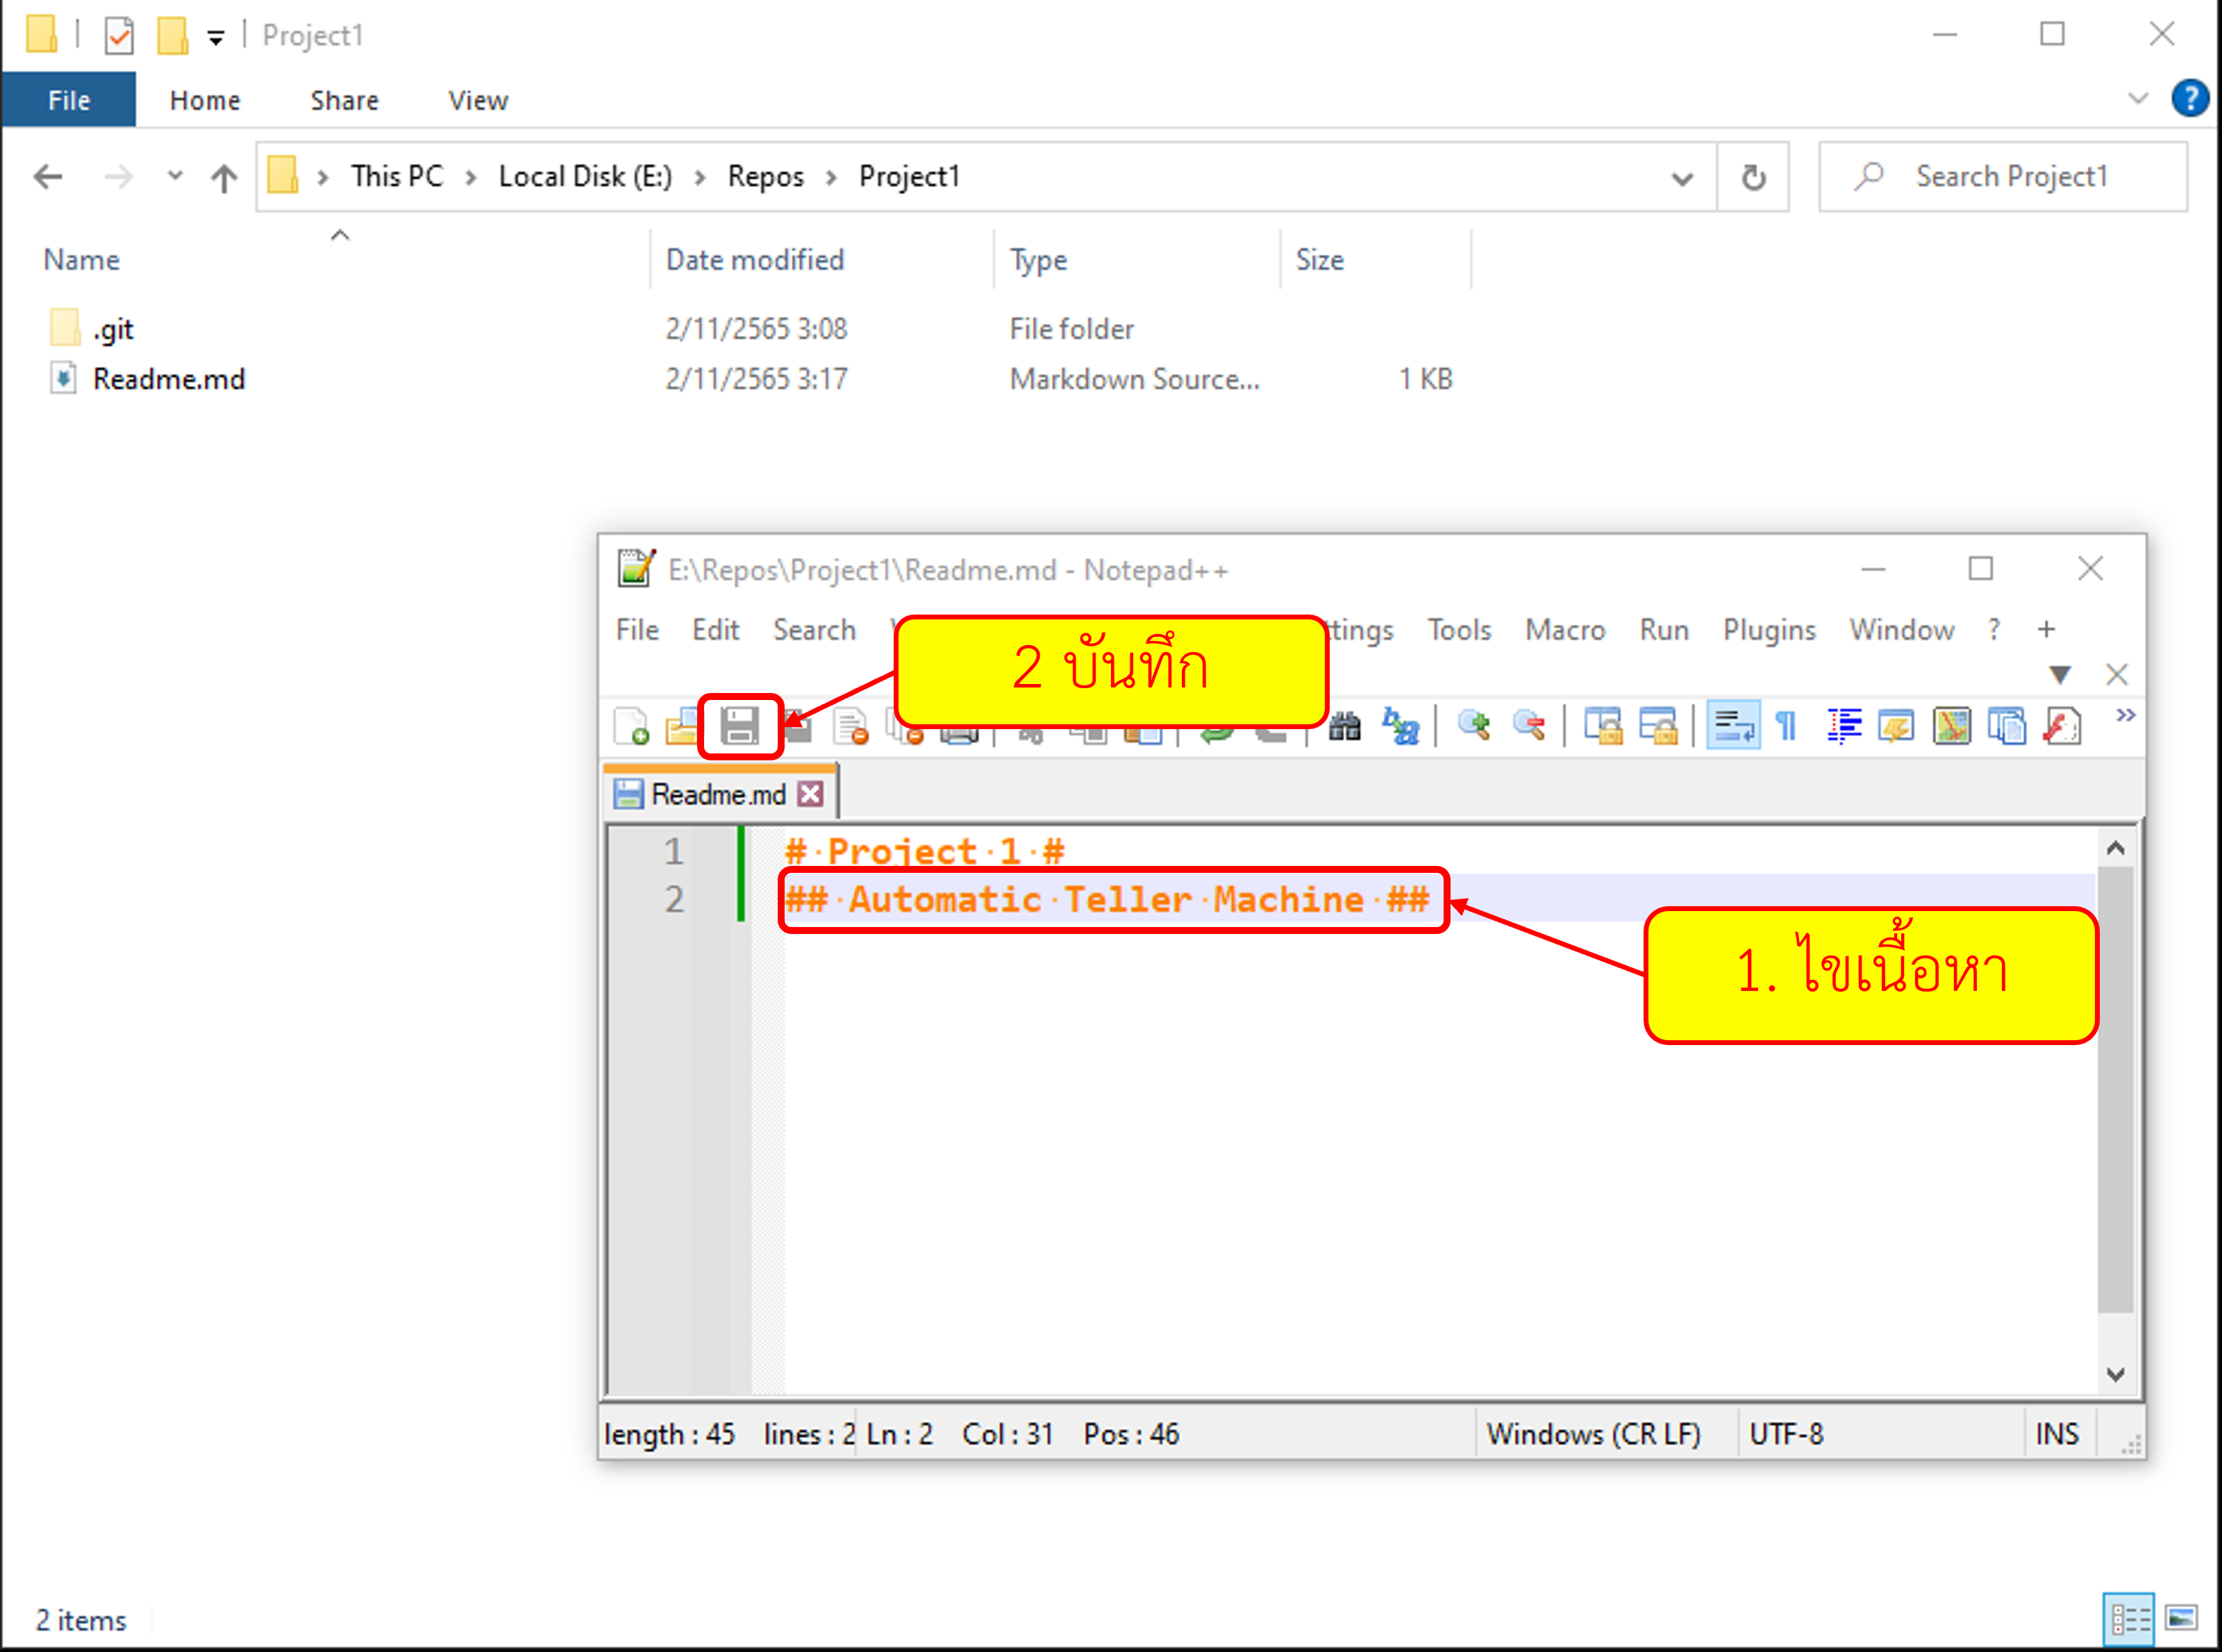 Project1
File Home Share View
This PC Local Disk (E:) Repos Project1
Search Project1
Name Date modified Type Size
.git 2/11/2565 3:08 File folder
Readme.md 2/11/2565 3:17 Markdown Source... 1 KB
E:\Repos\Project1\Readme.md - Notepad++
File Edit Search ttings Tools Macro Run Plugins Window ? +
2 บันทึก
Readme.md
1 # Project 1 #
2 ## Automatic Teller Machine ##
1. ไขเนื้อหา
length : 45 lines : 2 Ln : 2 Col : 31 Pos : 46 Windows (CR LF) UTF-8 INS
2 items